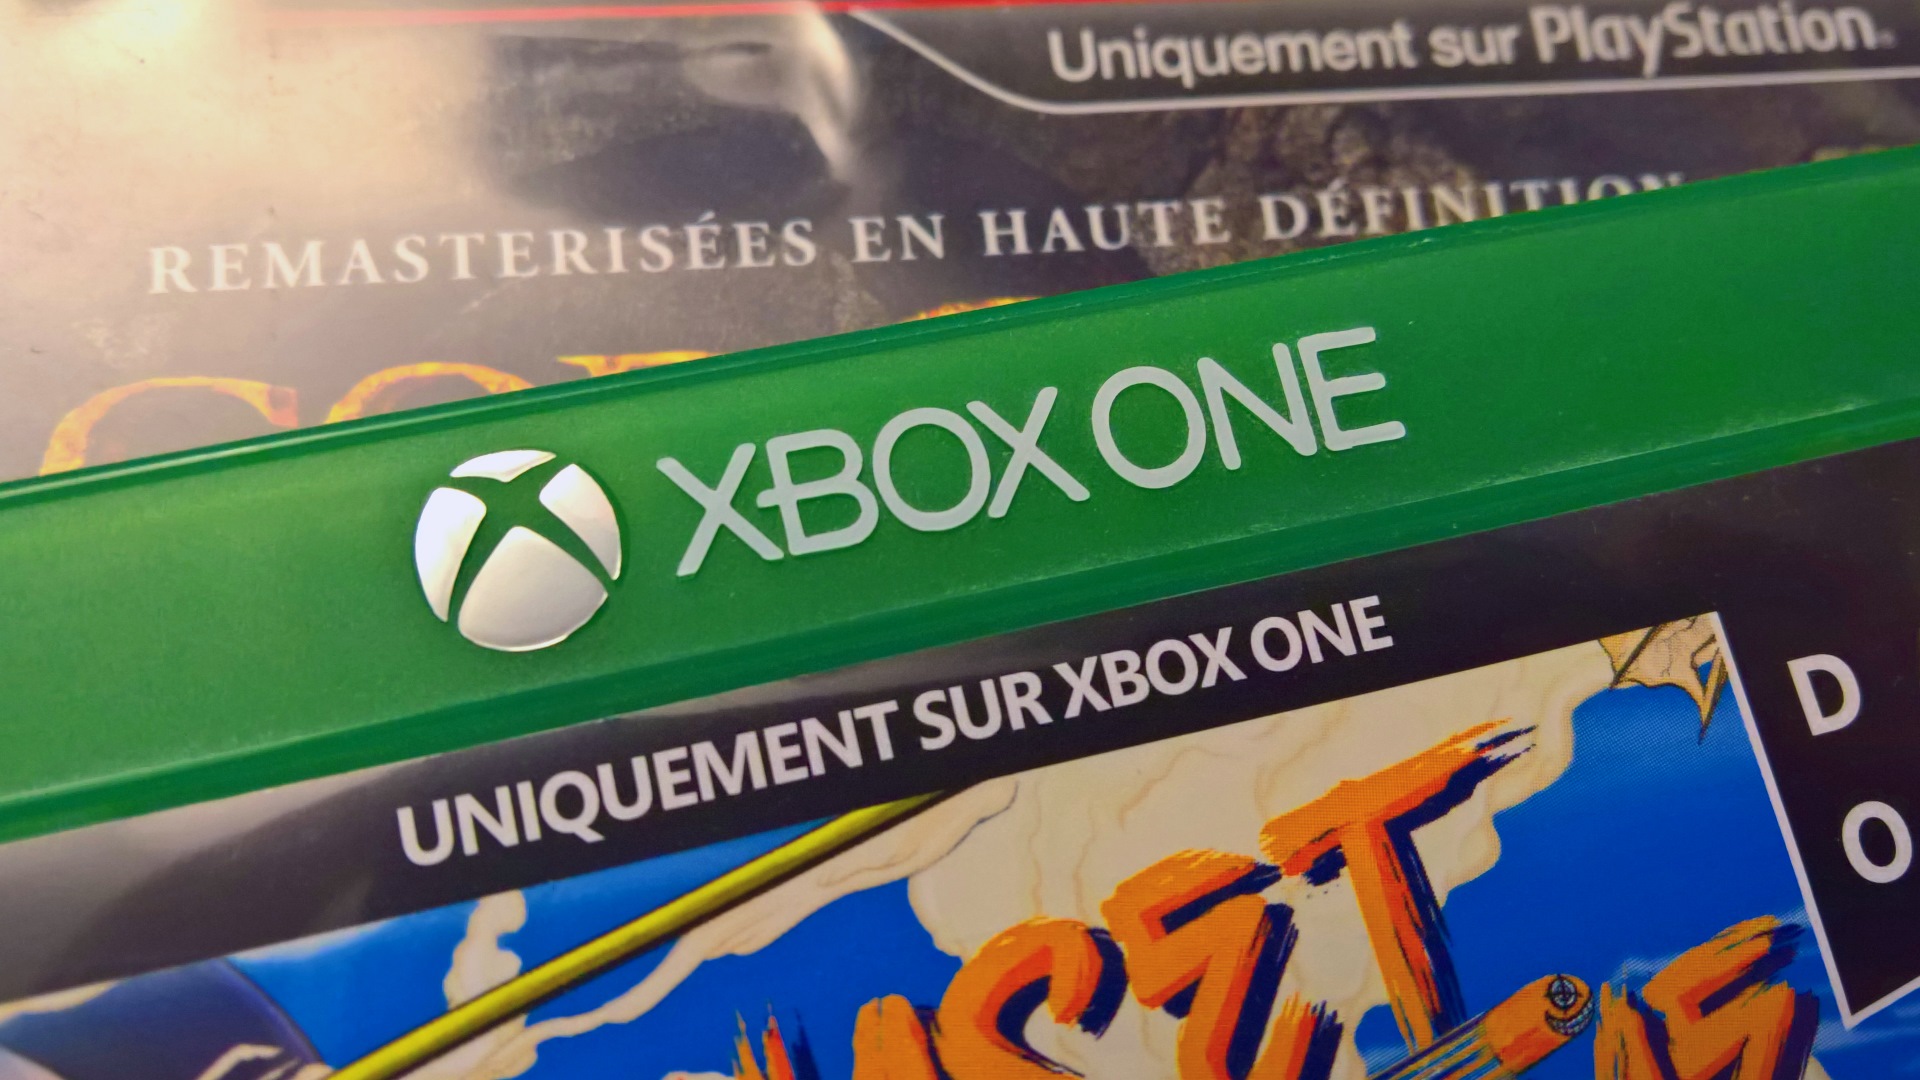 Uniquement sur PlayStation®
REMASTERISÉES EN HAUTE DÉFINITION
XBOX ONE
UNIQUEMENT SUR XBOX ONE
D
O